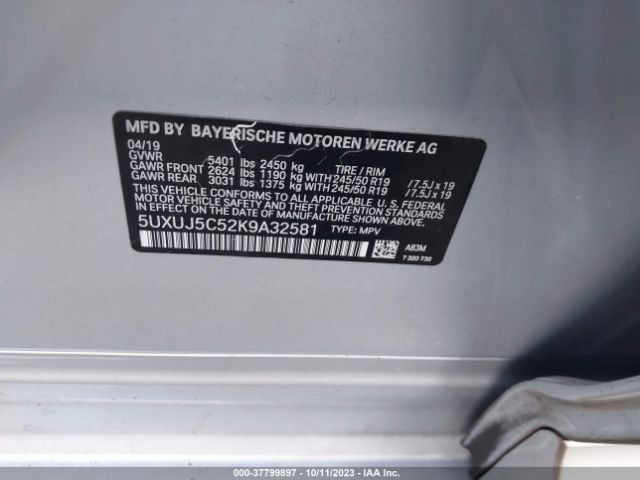 MFD BY BAYERISCHE MOTOREN WERKE AG
04/19
GVWR 5401 lbs 2450 kg TIRE / RIM
GAWR FRONT 2624 lbs 1190 kg WITH 245/50 R19 / 7.5J x 19
GAWR REAR 3031 lbs 1375 kg WITH 245/50 R19 / 7.5J x 19
THIS VEHICLE CONFORMS TO ALL APPLICABLE U.S. FEDERAL
MOTOR VEHICLE SAFETY, BUMPER, AND THEFT PREVENTION
STANDARDS IN EFFECT ON THE DATE OF MANUFACTURE SHOWN ABOVE.
5UXUJ5C52K9A32581 TYPE: MPV
A83M
7 320 730
000-37799897 - 10/11/2023 - IAA Inc.